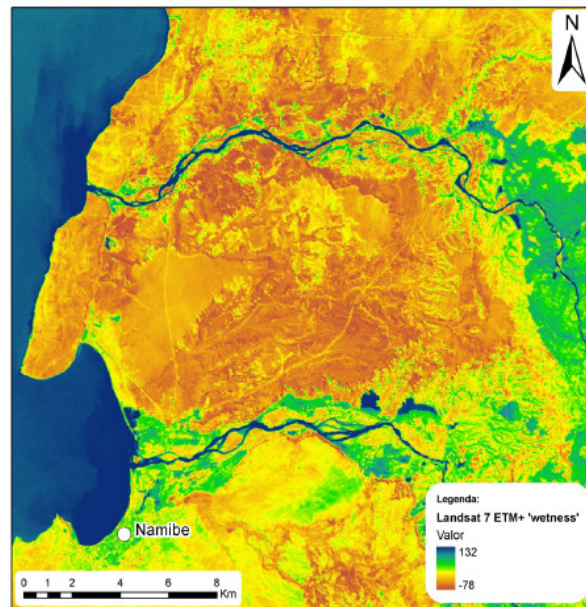 N
Namibe
Legenda:
Landsat 7 ETM+ 'wetness'
Valor
132
-78
0 1 2 4 6 8
Km